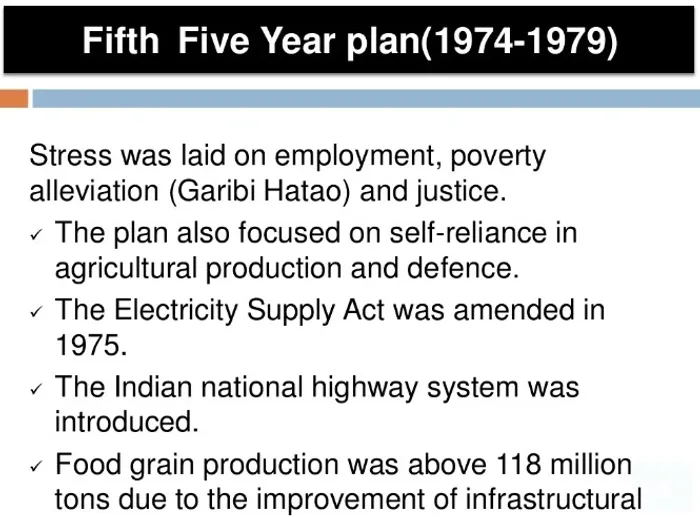 Fifth Five Year plan(1974-1979)
Stress was laid on employment, poverty
alleviation (Garibi Hatao) and justice.
✓ The plan also focused on self-reliance in
agricultural production and defence.
✓ The Electricity Supply Act was amended in
1975.
✓ The Indian national highway system was
introduced.
✓ Food grain production was above 118 million
tons due to the improvement of infrastructural